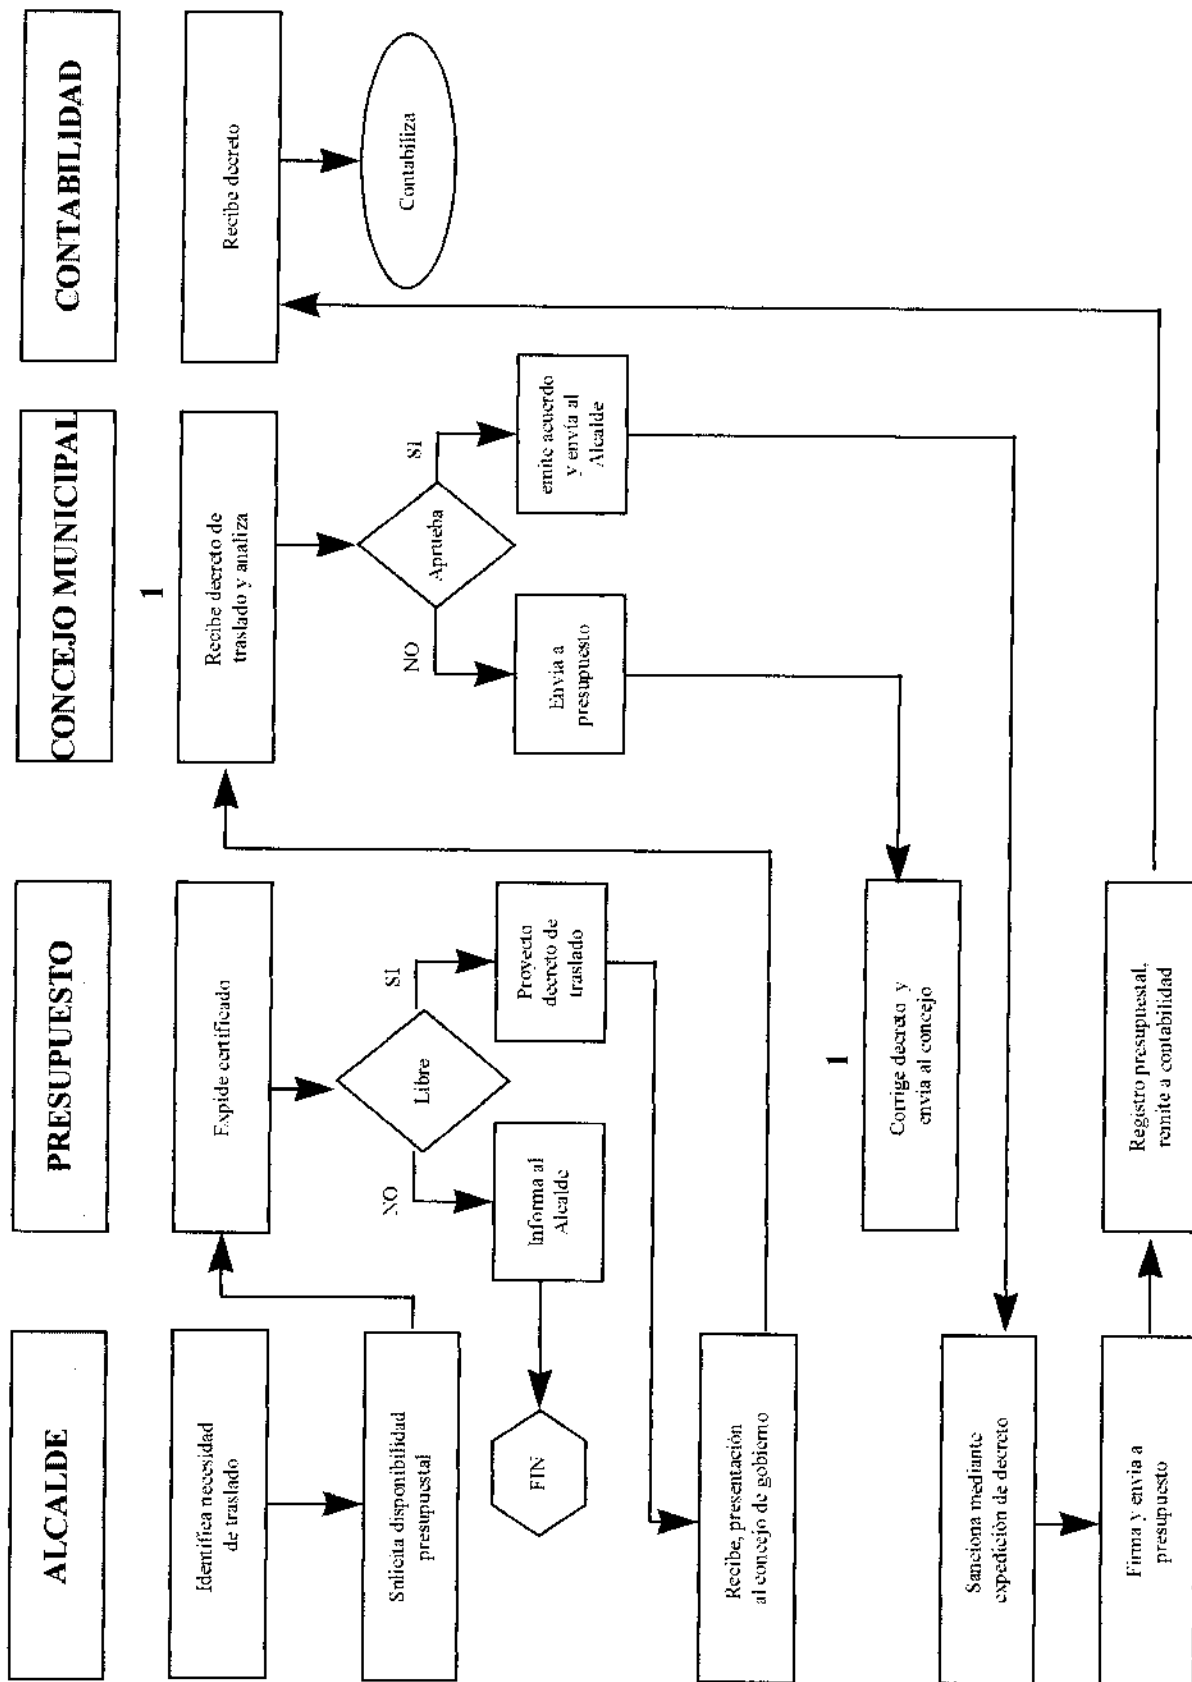 ALCALDE
PRESUPUESTO
CONCEJO MUNICIPAL
CONTABILIDAD
1
Identifica necesidad
de traslado
Expide certificado
Recibe decreto de
traslado y analiza
Recibe decreto
Solicita disponibilidad
presupuestal
Libre
NO
SI
Aprueba
NO
SI
Contabiliza
FIN
Informa al
Alcalde
Proyecto
decreto de
traslado
Envia a
presupuesto
emite acuerdo
y envía al
Alcalde
Recibe, presentación
al concejo de gobierno
1
Corrige decreto y
envia al concejo
Sanciona mediante
expedición de decreto
Firma y envia a
presupuesto
Registro presupuestal,
remite a contabilidad